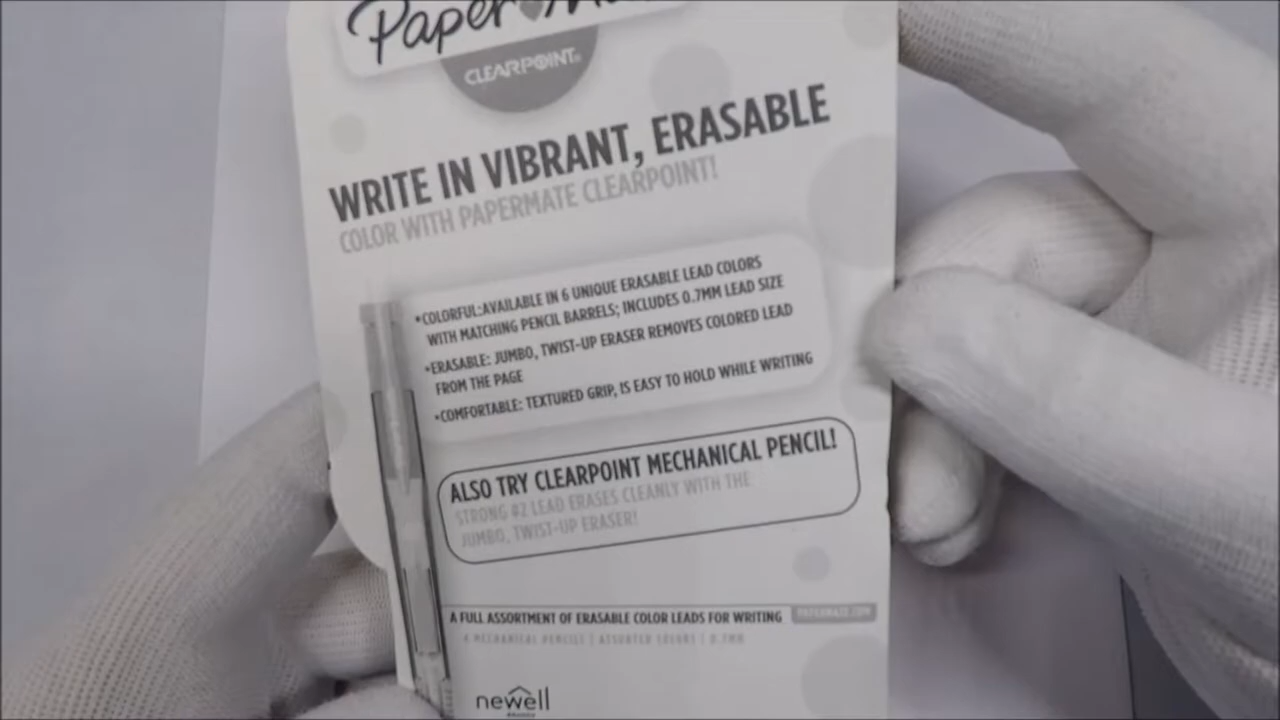 Paper Mate
CLEARPOINT®
WRITE IN VIBRANT, ERASABLE
COLOR WITH PAPERMATE CLEARPOINT!
•COLORFUL:AVAILABLE IN 6 UNIQUE ERASABLE LEAD COLORS
WITH MATCHING PENCIL BARRELS; INCLUDES 0.7MM LEAD SIZE
•ERASABLE: JUMBO, TWIST-UP ERASER REMOVES COLORED LEAD
FROM THE PAGE
•COMFORTABLE: TEXTURED GRIP, IS EASY TO HOLD WHILE WRITING
ALSO TRY CLEARPOINT MECHANICAL PENCIL!
STRONG #2 LEAD ERASES CLEANLY WITH THE
JUMBO, TWIST-UP ERASER!
A FULL ASSORTMENT OF ERASABLE COLOR LEADS FOR WRITING PAPERMATE.COM
4 MECHANICAL PENCILS | ASSORTED COLORS | 0.7MM
newell
BRANDS